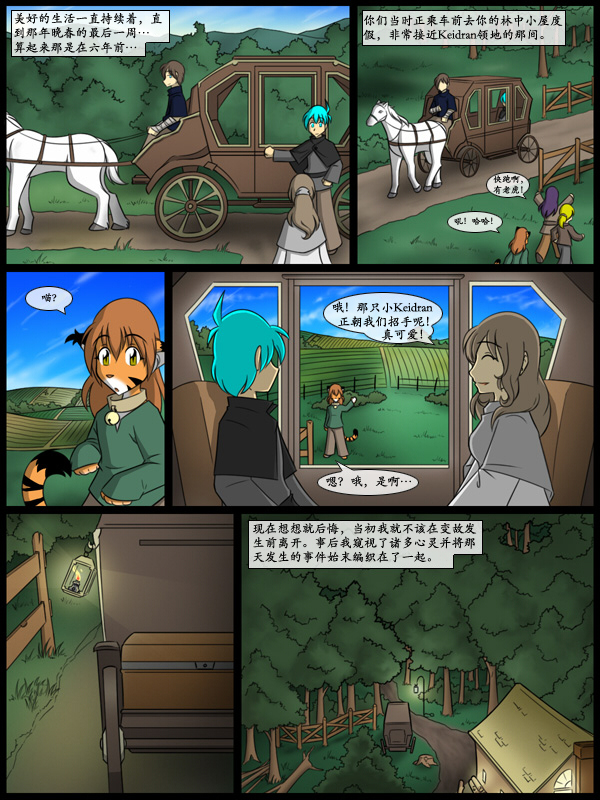 美好的生活一直持续着，直
到那年晚春的最后一周…
算起来那是在六年前…
你们当时正乘车前去你的林中小屋度
假，非常接近Keidran领地的那间。
快跑啊，
有老虎！
吼！哈哈！
喵？
哦！那只小Keidran
正朝我们招手呢！
真可爱！
嗯？哦，是啊…
现在想想就后悔，当初我就不该在变故发
生前离开。事后我窥视了诸多心灵并将那
天发生的事件始末编织在了一起。